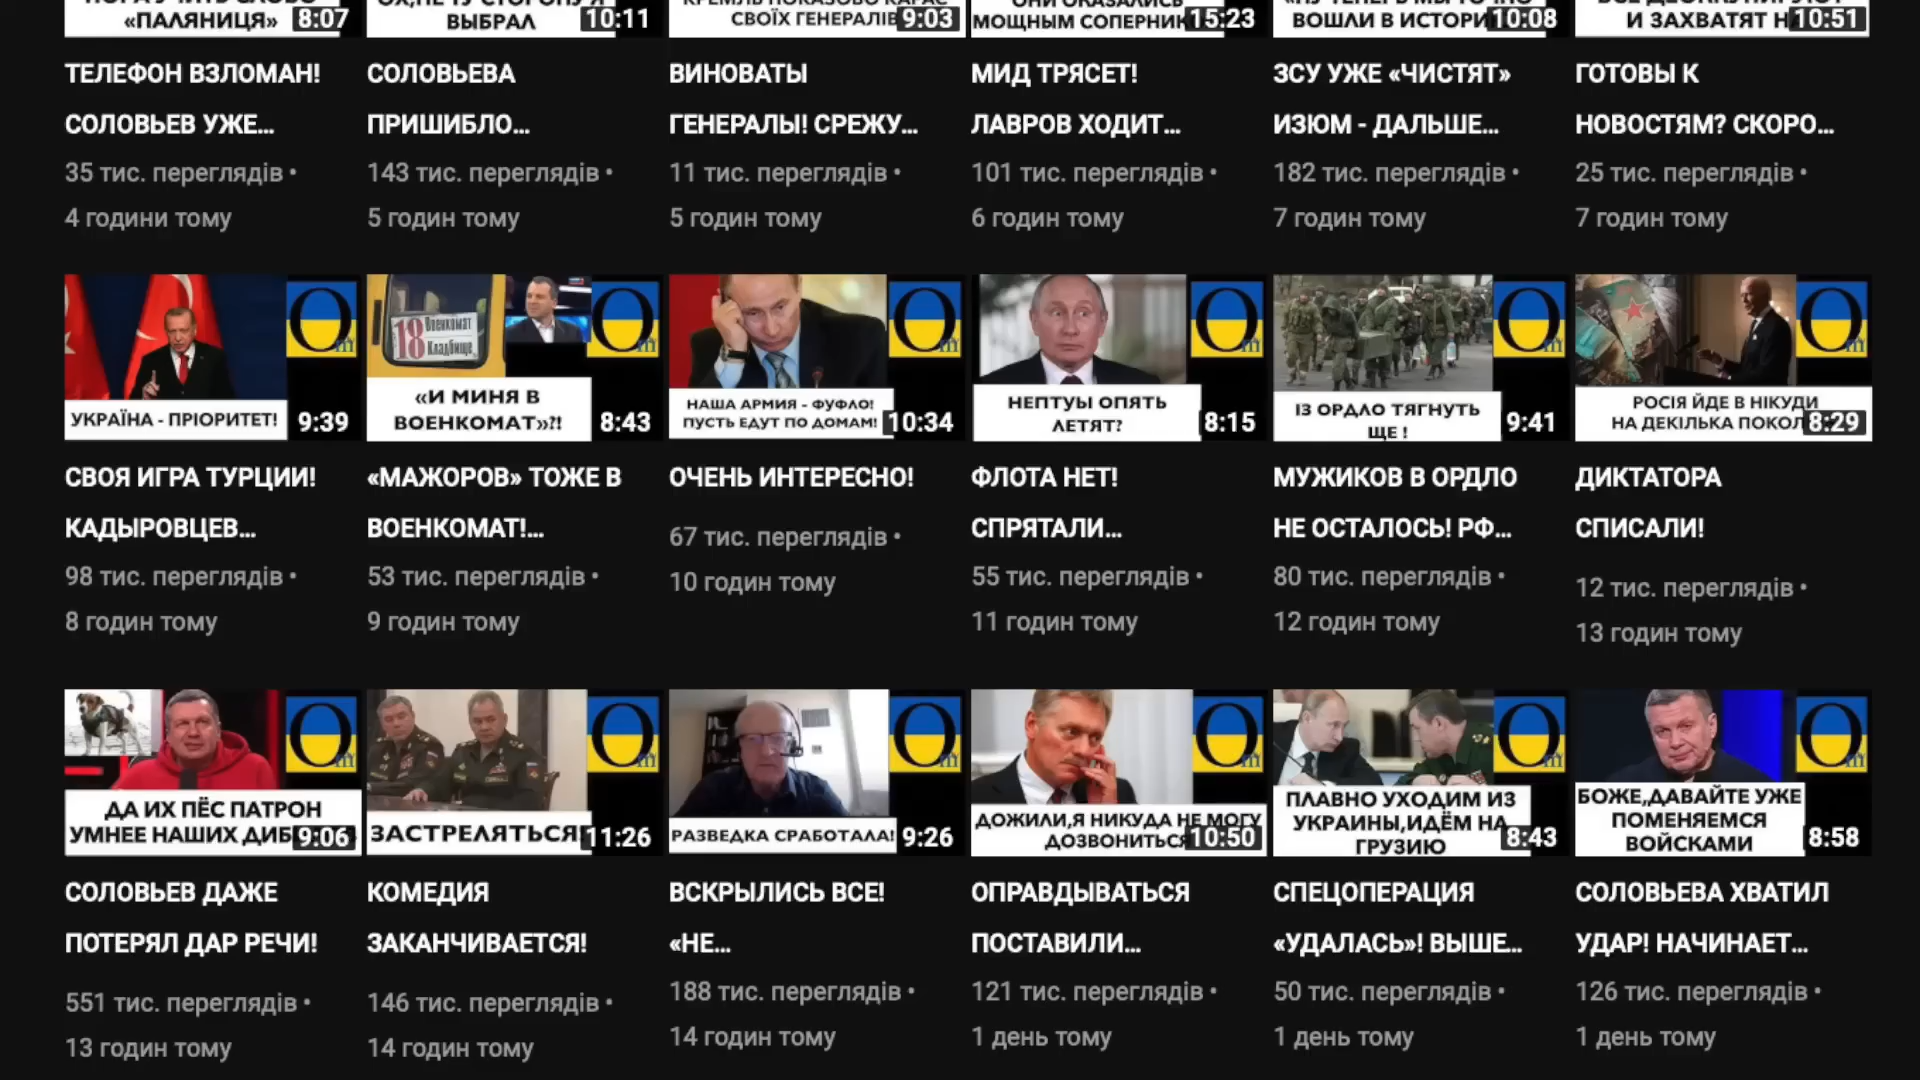 «ПАЛЯНИЦЯ» 8:07
ВЫБРАЛ 10:11
СВОЇХ ГЕНЕРАЛІВ 9:03
МОЩНЫМ СОПЕРНИК 15:23
ВОШЛИ В ИСТОРИ 10:08
И ЗАХВАТЯТ Н 10:51
ТЕЛЕФОН ВЗЛОМАН!
СОЛОВЬЕВ УЖЕ...
35 тис. переглядів •
4 години тому
СОЛОВЬЕВА
ПРИШИБЛО...
143 тис. переглядів •
5 годин тому
ВИНОВАТЫ
ГЕНЕРАЛЫ! СРЕЖУ...
11 тис. переглядів •
5 годин тому
МИД ТРЯСЕТ!
ЛАВРОВ ХОДИТ...
101 тис. переглядів •
6 годин тому
ЗСУ УЖЕ «ЧИСТЯТ»
ИЗЮМ - ДАЛЬШЕ...
182 тис. переглядів •
7 годин тому
ГОТОВЫ К
НОВОСТЯМ? СКОРО...
25 тис. переглядів •
7 годин тому
УКРАЇНА - ПРІОРИТЕТ! 9:39
СВОЯ ИГРА ТУРЦИИ!
КАДЫРОВЦЕВ...
98 тис. переглядів •
8 годин тому
18 Военкомат
Кладбище
«И МИНЯ В
ВОЕНКОМАТ»?! 8:43
«МАЖОРОВ» ТОЖЕ В
ВОЕНКОМАТ!...
53 тис. переглядів •
9 годин тому
НАША АРМИЯ - ФУФЛО!
ПУСТЬ ЕДУТ ПО ДОМАМ! 10:34
ОЧЕНЬ ИНТЕРЕСНО!
67 тис. переглядів •
10 годин тому
НЕПТУЫ ОПЯТЬ
ЛЕТЯТ? 8:15
ФЛОТА НЕТ!
СПРЯТАЛИ...
55 тис. переглядів •
11 годин тому
ІЗ ОРДЛО ТЯГНУТЬ
ЩЕ ! 9:41
МУЖИКОВ В ОРДЛО
НЕ ОСТАЛОСЬ! РФ...
80 тис. переглядів •
12 годин тому
РОСІЯ ЙДЕ В НІКУДИ
НА ДЕКІЛЬКА ПОКОЛ 8:29
ДИКТАТОРА
СПИСАЛИ!
12 тис. переглядів •
13 годин тому
ДА ИХ ПЁС ПАТРОН
УМНЕЕ НАШИХ ДИБ 9:06
СОЛОВЬЕВ ДАЖЕ
ПОТЕРЯЛ ДАР РЕЧИ!
551 тис. переглядів •
13 годин тому
ЗАСТРЕЛЯТЬСЯ! 11:26
КОМЕДИЯ
ЗАКАНЧИВАЕТСЯ!
146 тис. переглядів •
14 годин тому
РАЗВЕДКА СРАБОТАЛА! 9:26
ВСКРЫЛИСЬ ВСЕ!
«НЕ...
188 тис. переглядів •
14 годин тому
ДОЖИЛИ,Я НИКУДА НЕ МОГУ
ДОЗВОНИТЬСЯ 10:50
ОПРАВДЫВАТЬСЯ
ПОСТАВИЛИ...
121 тис. переглядів •
1 день тому
ПЛАВНО УХОДИМ ИЗ
УКРАИНЫ,ИДЁМ НА
ГРУЗИЮ 8:43
СПЕЦОПЕРАЦИЯ
«УДАЛАСЬ»! ВЫШЕ...
50 тис. переглядів •
1 день тому
БОЖЕ,ДАВАЙТЕ УЖЕ
ПОМЕНЯЕМСЯ
ВОЙСКАМИ 8:58
СОЛОВЬЕВА ХВАТИЛ
УДАР! НАЧИНАЕТ...
126 тис. переглядів •
1 день тому